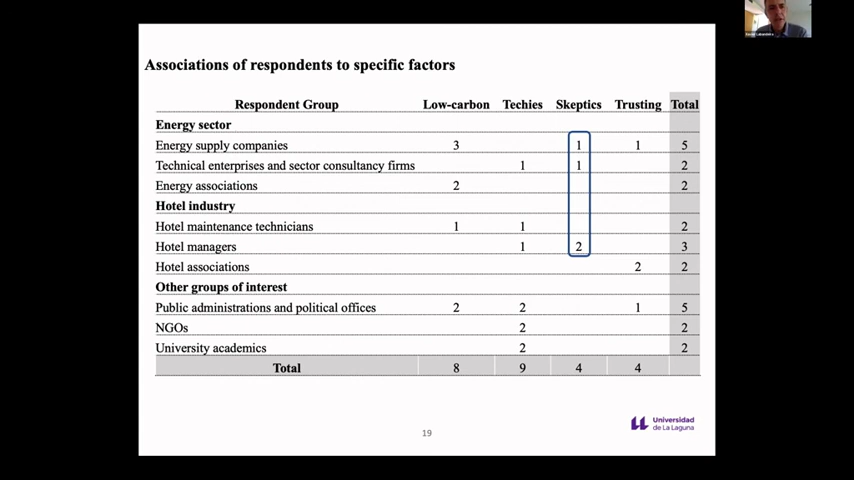 Associations of respondents to specific factors
Respondent Group Low-carbon Techies Skeptics Trusting Total
Energy sector
Energy supply companies 3 1 1 5
Technical enterprises and sector consultancy firms 1 1 2
Energy associations 2 2
Hotel industry
Hotel maintenance technicians 1 1 2
Hotel managers 1 2 3
Hotel associations 2 2
Other groups of interest
Public administrations and political offices 2 2 1 5
NGOs 2 2
University academics 2 2
Total 8 9 4 4
19
Universidad
de La Laguna